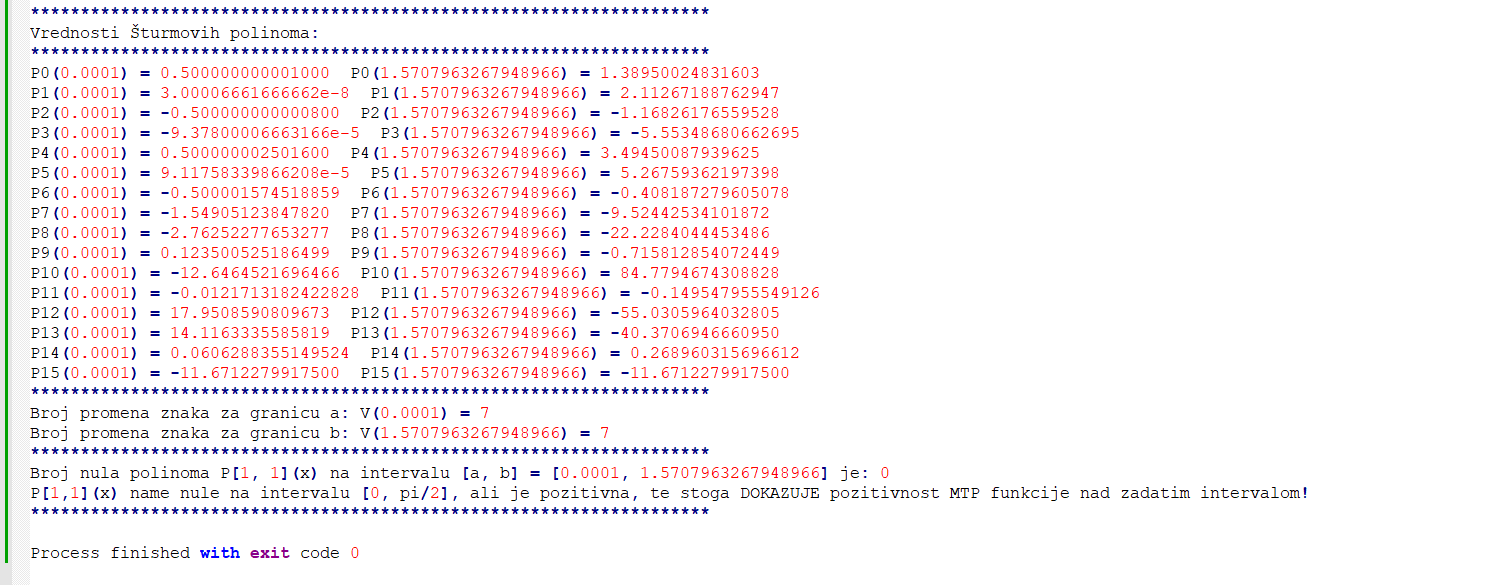 ********************************************************************
Vrednosti Šturmovih polinoma:
********************************************************************
P0(0.0001) = 0.500000000001000  P0(1.5707963267948966) = 1.38950024831603
P1(0.0001) = 3.00006661666662e-8  P1(1.5707963267948966) = 2.11267188762947
P2(0.0001) = -0.500000000000800  P2(1.5707963267948966) = -1.16826176559528
P3(0.0001) = -9.37800006663166e-5  P3(1.5707963267948966) = -5.55348680662695
P4(0.0001) = 0.500000002501600  P4(1.5707963267948966) = 3.49450087939625
P5(0.0001) = 9.11758339866208e-5  P5(1.5707963267948966) = 5.26759362197398
P6(0.0001) = -0.500001574518859  P6(1.5707963267948966) = -0.408187279605078
P7(0.0001) = -1.54905123847820  P7(1.5707963267948966) = -9.52442534101872
P8(0.0001) = -2.76252277653277  P8(1.5707963267948966) = -22.2284044453486
P9(0.0001) = 0.123500525186499  P9(1.5707963267948966) = -0.715812854072449
P10(0.0001) = -12.6464521696466  P10(1.5707963267948966) = 84.7794674308828
P11(0.0001) = -0.0121713182422828  P11(1.5707963267948966) = -0.149547955549126
P12(0.0001) = 17.9508590809673  P12(1.5707963267948966) = -55.0305964032805
P13(0.0001) = 14.1163335585819  P13(1.5707963267948966) = -40.3706946660950
P14(0.0001) = 0.0606288355149524  P14(1.5707963267948966) = 0.268960315696612
P15(0.0001) = -11.6712279917500  P15(1.5707963267948966) = -11.6712279917500
********************************************************************
Broj promena znaka za granicu a: V(0.0001) = 7
Broj promena znaka za granicu b: V(1.5707963267948966) = 7
********************************************************************
Broj nula polinoma P[1, 1](x) na intervalu [a, b] = [0.0001, 1.5707963267948966] je: 0
P[1,1](x) name nule na intervalu [0, pi/2], ali je pozitivna, te stoga DOKAZUJE pozitivnost MTP funkcije nad zadatim intervalom!
********************************************************************
Process finished with exit code 0